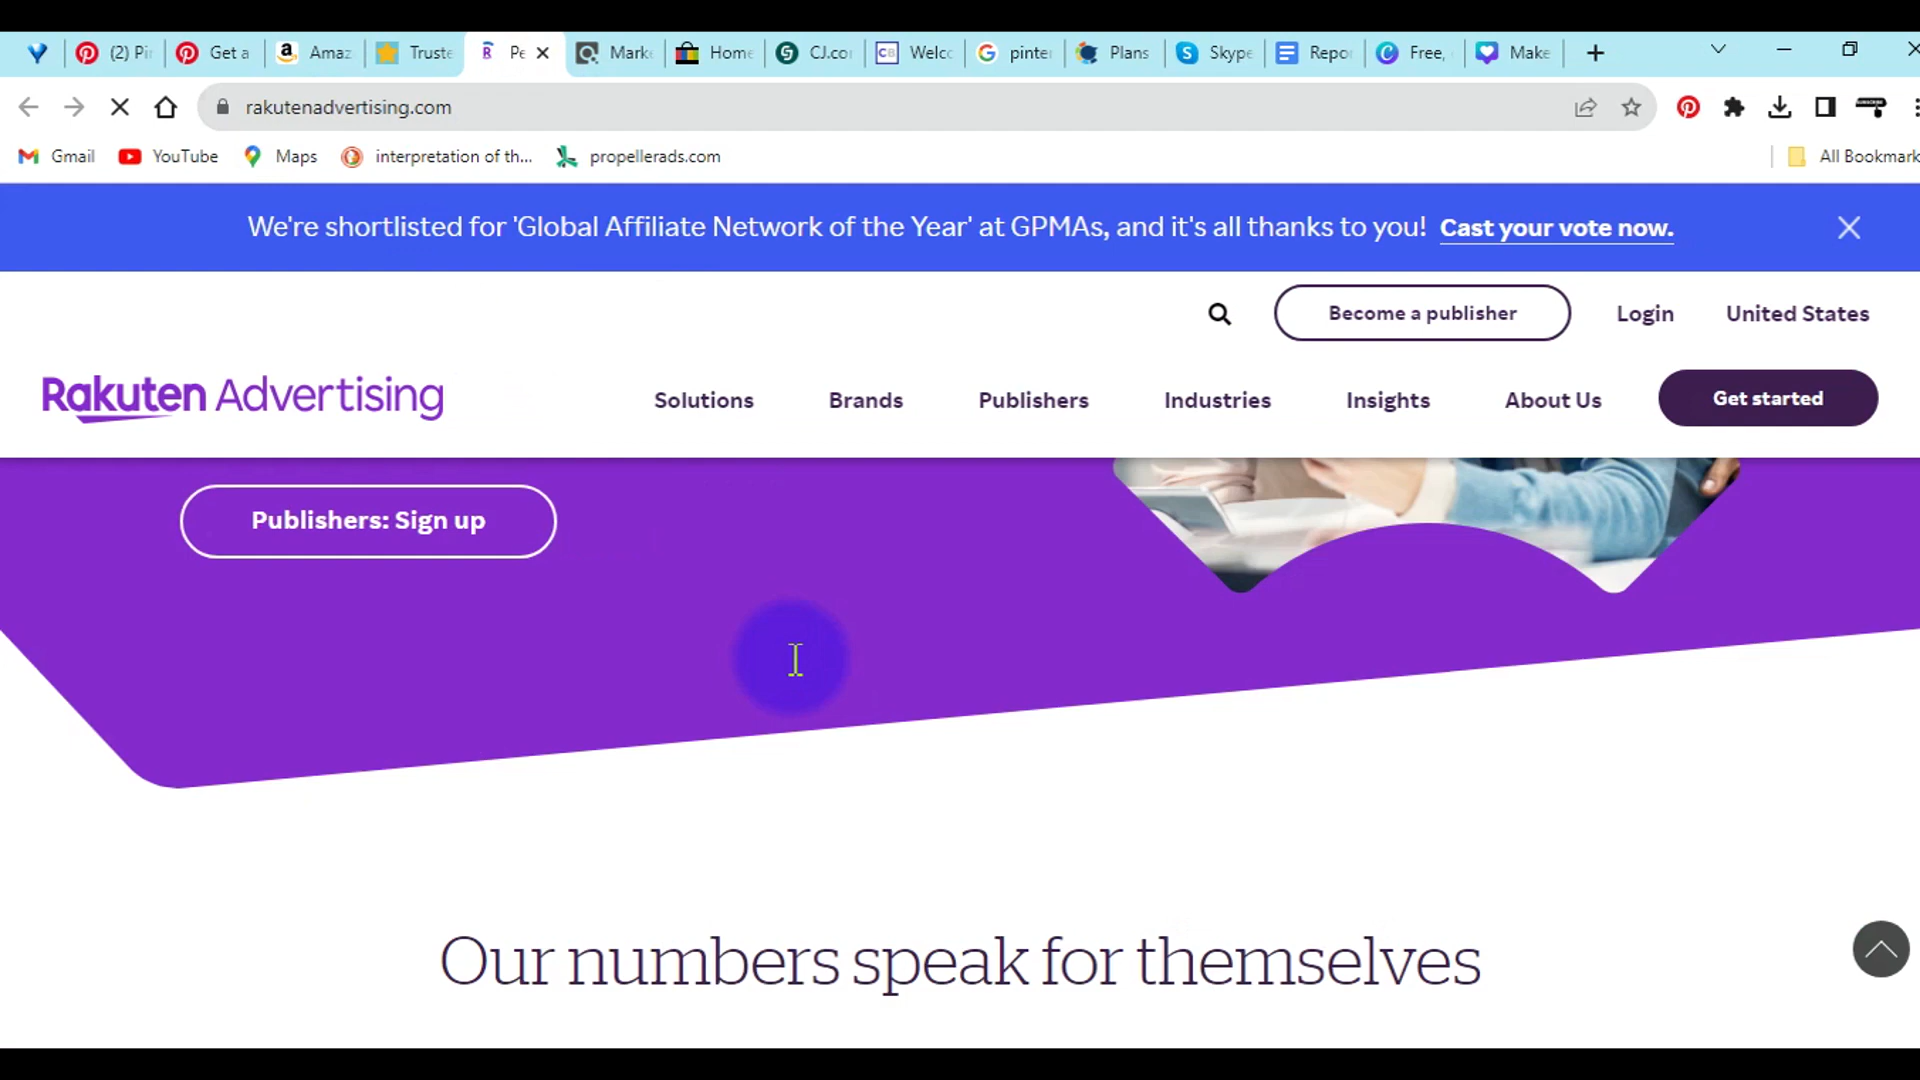 (2) Pi
Get a
Amaz
Truste
Pe
Marke
Home
CJ.co
Welc
pinte
Plans
Skype
Repo
Free,
Make
rakutenadvertising.com
Gmail
YouTube
Maps
interpretation of th...
propellerads.com
All Bookmark
We're shortlisted for 'Global Affiliate Network of the Year' at GPMAs, and it's all thanks to you! Cast your vote now.
Become a publisher
Login
United States
Rakuten Advertising
Solutions
Brands
Publishers
Industries
Insights
About Us
Get started
Publishers: Sign up
Our numbers speak for themselves